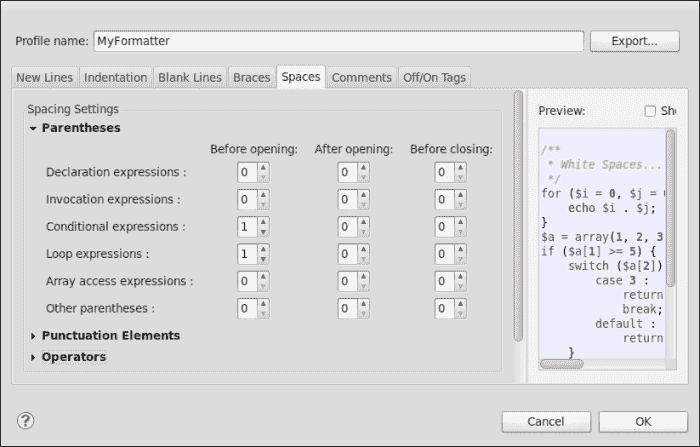 Profile name: MyFormatter Export...
New Lines Indentation Blank Lines Braces Spaces Comments Off/On Tags
Spacing Settings
Parentheses
Before opening: After opening: Before closing:
Declaration expressions : 0 0 0
Invocation expressions : 0 0 0
Conditional expressions : 1 0 0
Loop expressions : 1 0 0
Array access expressions : 0 0 0
Other parentheses : 0 0 0
Punctuation Elements
Operators
Preview: Sh
/**
* White Spaces...
*/
for ($i = 0, $j =
echo $i . $j;
}
$a = array(1, 2, 3
if ($a[1] >= 5) {
switch ($a[2])
case 3 :
return
break;
default :
return
}
? Cancel OK